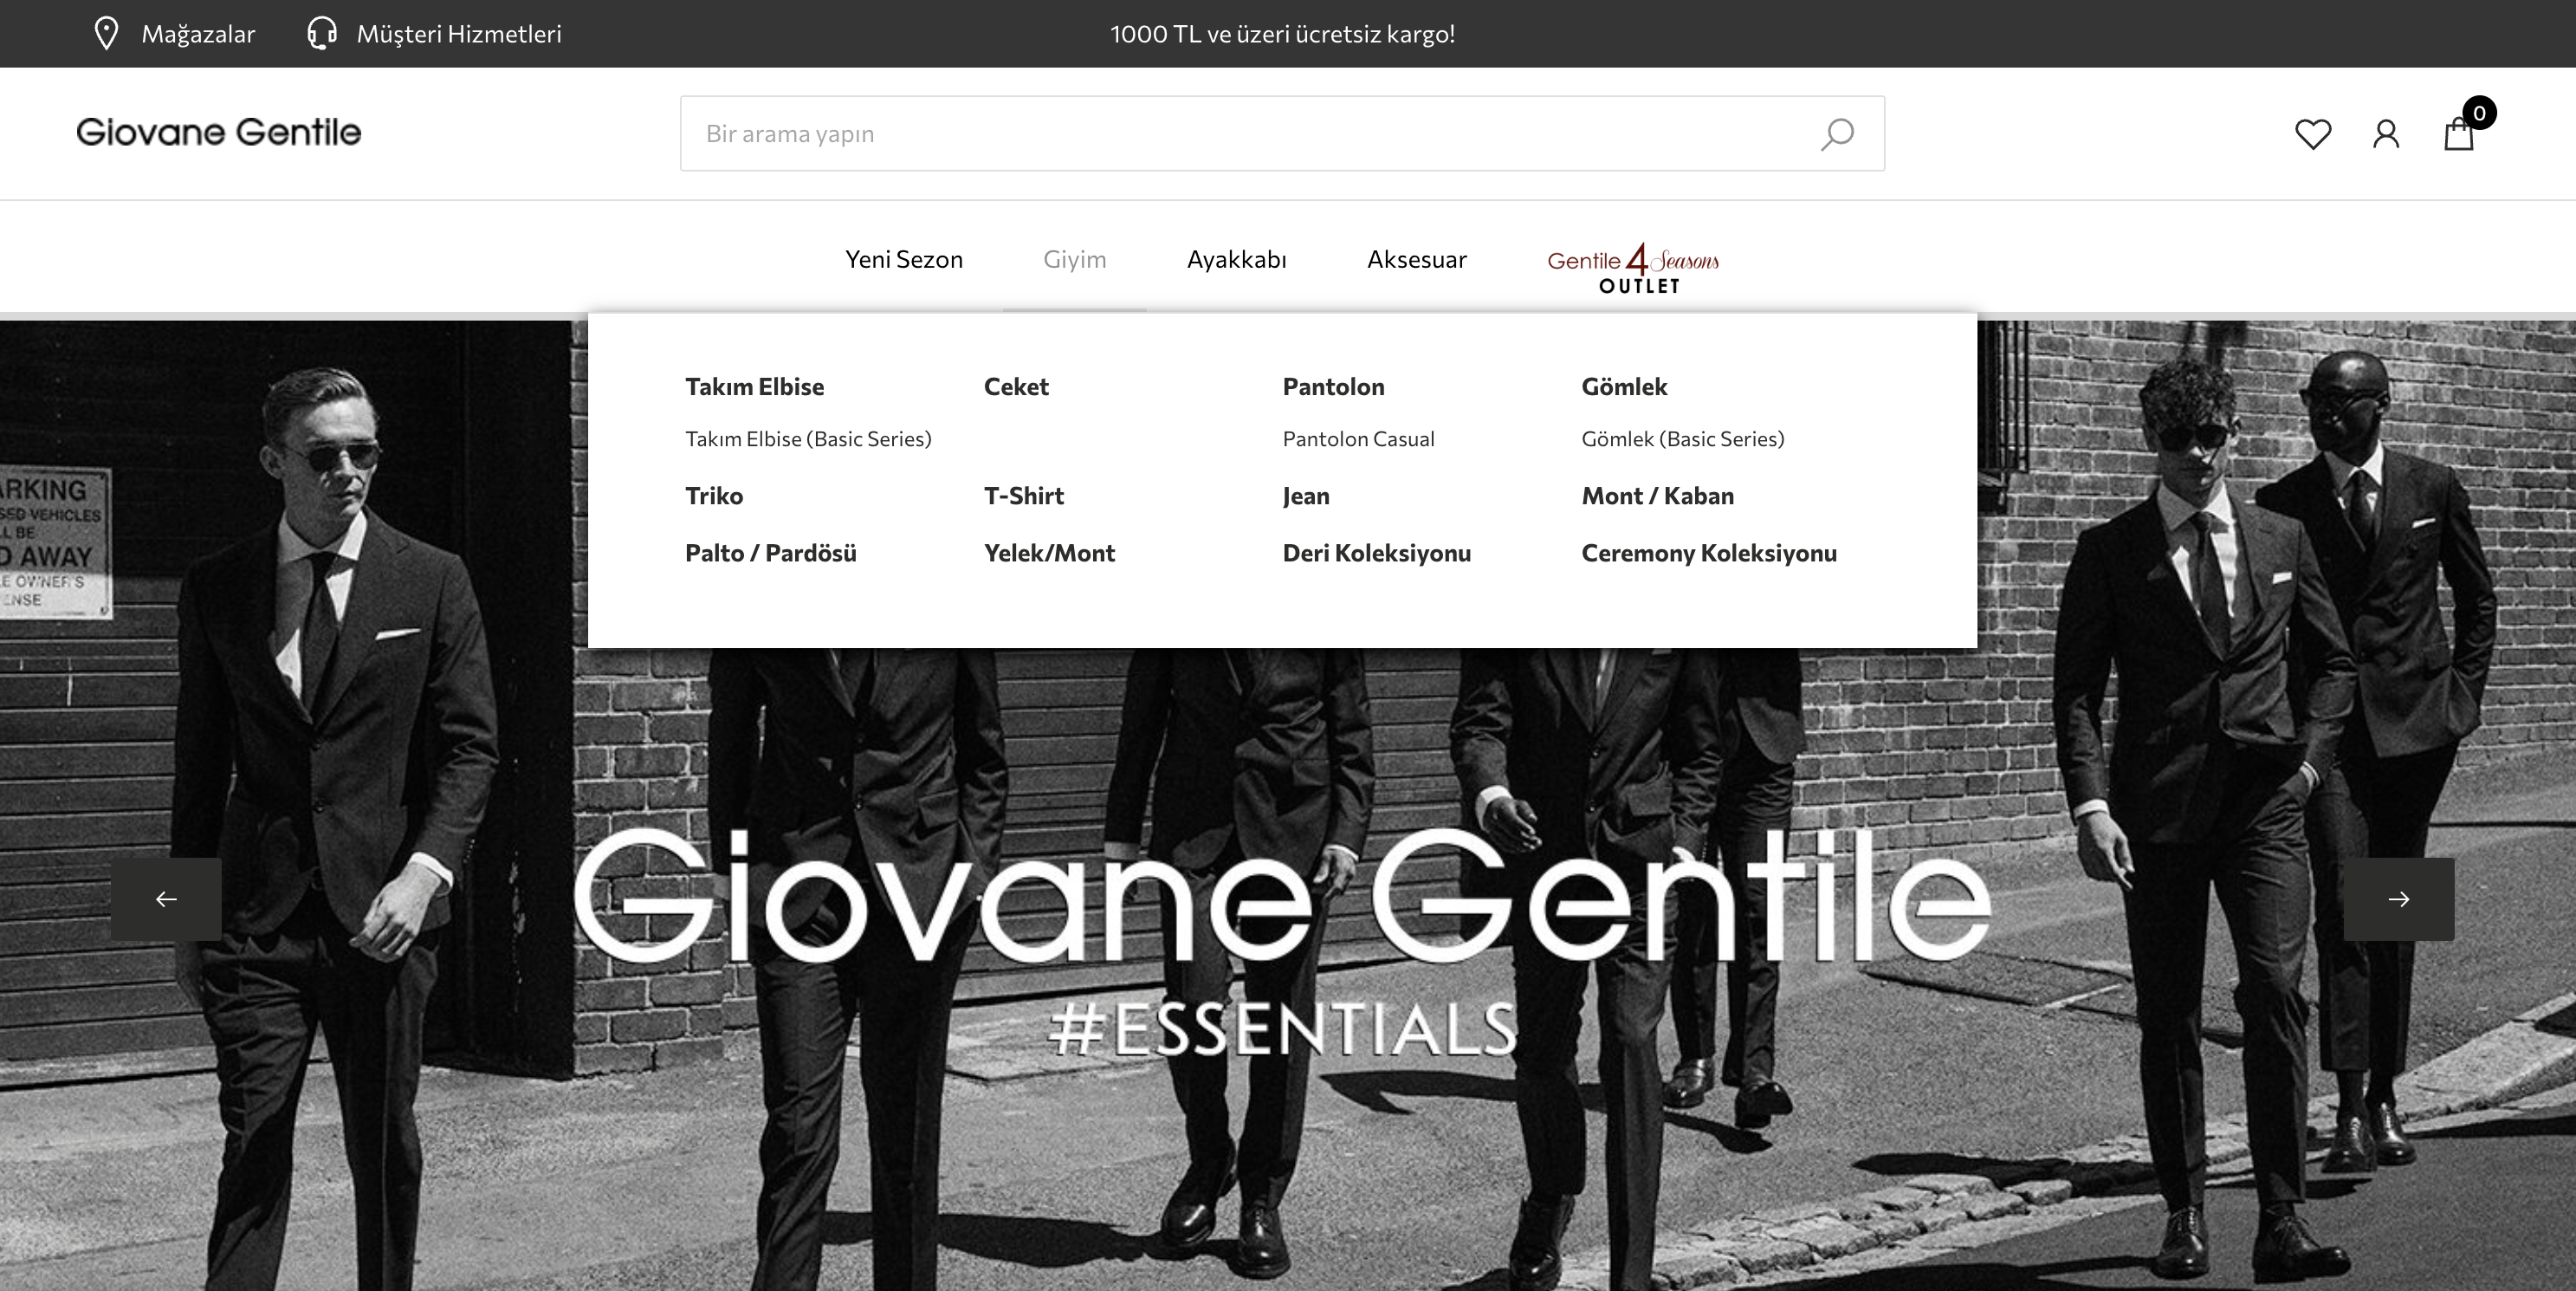 Mağazalar Müşteri Hizmetleri 1000 TL ve üzeri ücretsiz kargo!
Giovane Gentile Bir arama yapın 0
Yeni Sezon Giyim Ayakkabı Aksesuar Gentile 4 Seasons
OUTLET
Takım Elbise Ceket Pantolon Gömlek
Takım Elbise (Basic Series) Pantolon Casual Gömlek (Basic Series)
Triko T-Shirt Jean Mont / Kaban
Palto / Pardösü Yelek/Mont Deri Koleksiyonu Ceremony Koleksiyonu
ARKING
SED VEHICLES
LL BE
D AWAY
E OWNER'S
ENSE
Giovane Gentile
#ESSENTIALS